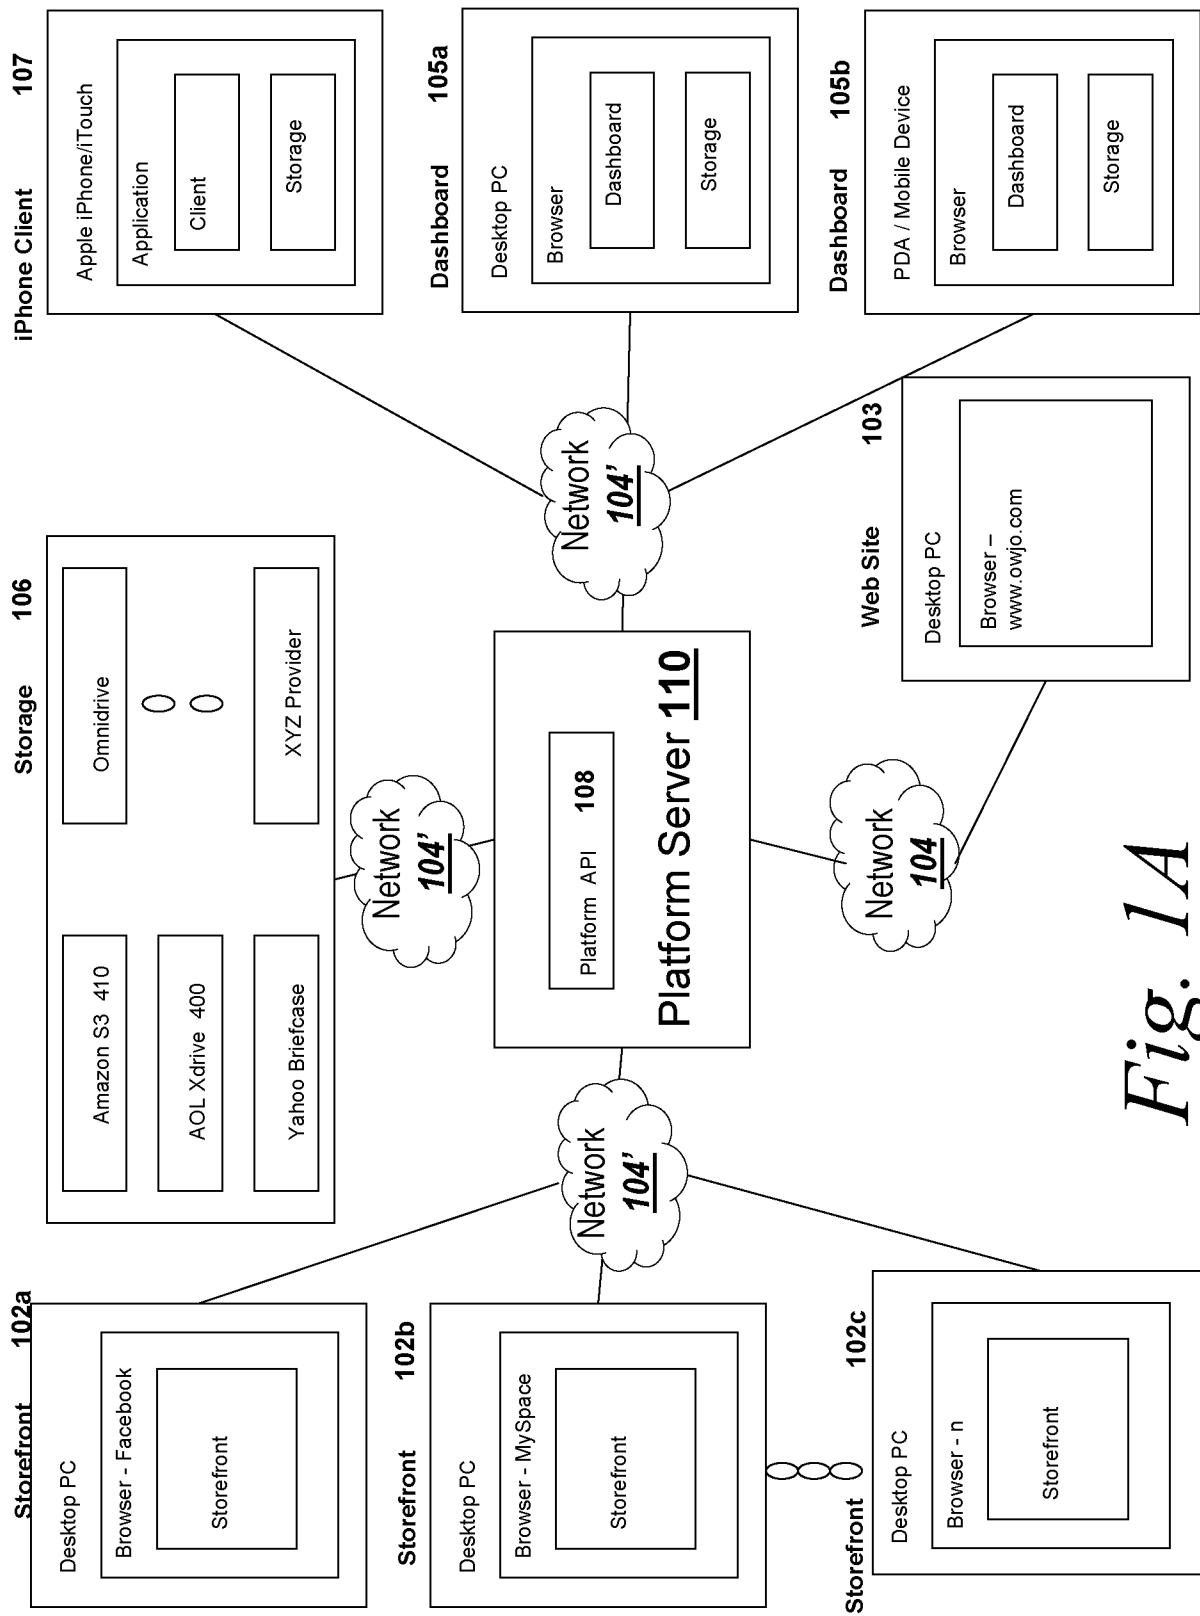 Storefront 102a
Desktop PC
Browser - Facebook
Storefront
Storefront 102b
Desktop PC
Browser - MySpace
Storefront
Storefront 102c
Desktop PC
Browser - n
Storefront
Network
104'
Storage 106
Amazon S3 410
AOL Xdrive 400
Yahoo Briefcase
Omnidrive
XYZ Provider
Network
104'
Platform API 108
Platform Server 110
Network
104
Web Site 103
Desktop PC
Browser –
www.owjo.com
Network
104'
iPhone Client 107
Apple iPhone/iTouch
Application
Client
Storage
Dashboard 105a
Desktop PC
Browser
Dashboard
Storage
Dashboard 105b
PDA / Mobile Device
Browser
Dashboard
Storage
Fig. 1A